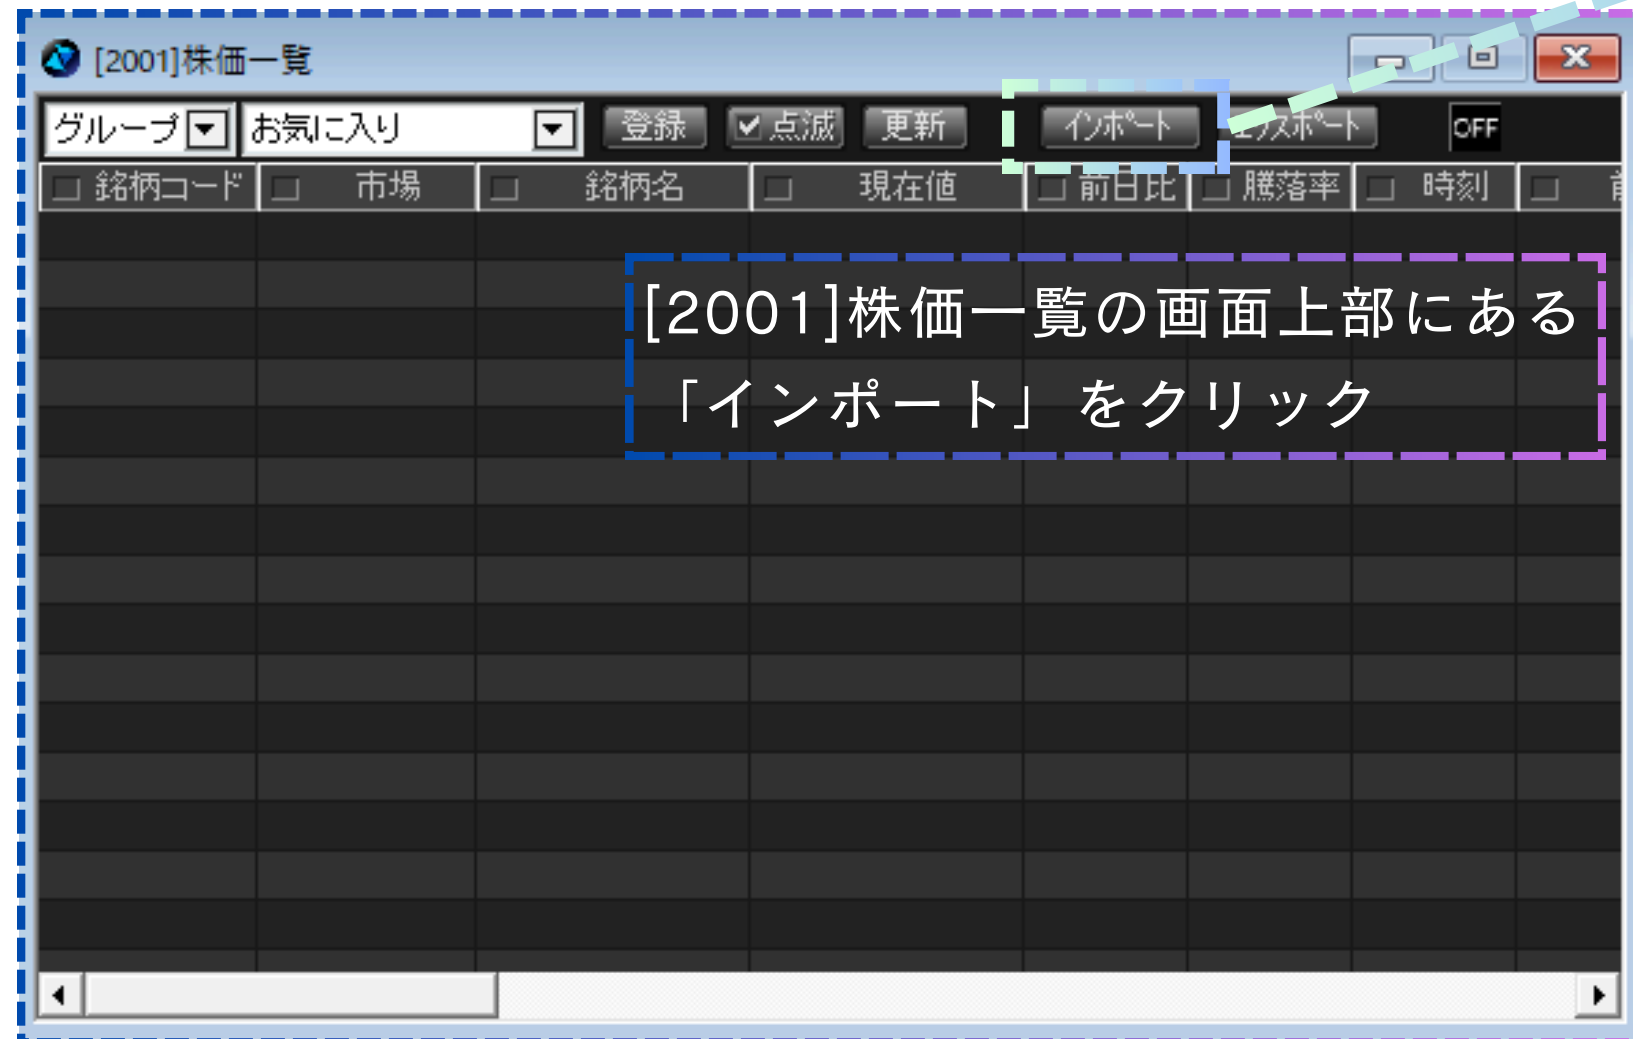 [2001]株価一覧
グループ お気に入り 登録 点滅 更新 インポート エクスポート OFF
銘柄コード 市場 銘柄名 現在値 前日比 騰落率 時刻
[2001]株価一覧の画面上部にある
「インポート」をクリック